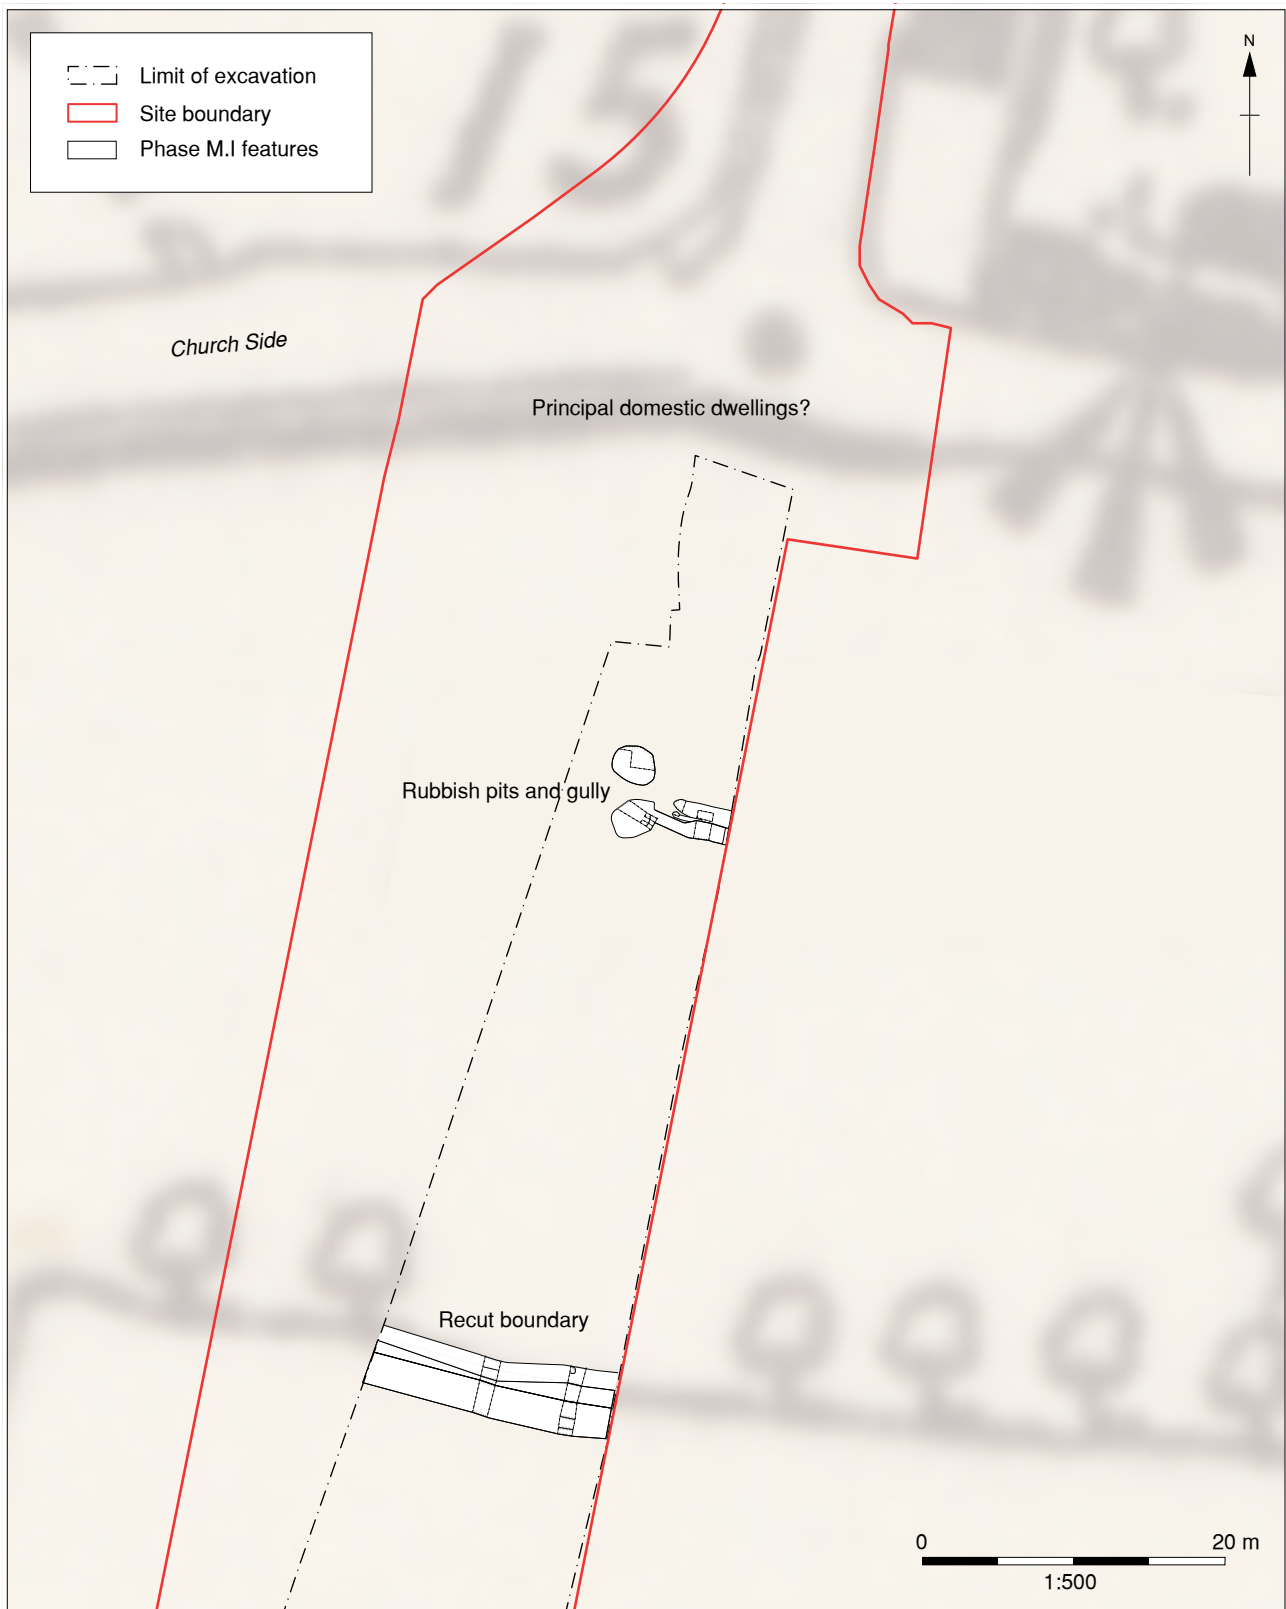 Limit of excavation
Site boundary
Phase M.I features
N
15
Church Side
Principal domestic dwellings?
Rubbish pits and gully
Recut boundary
0 20 m
1:500